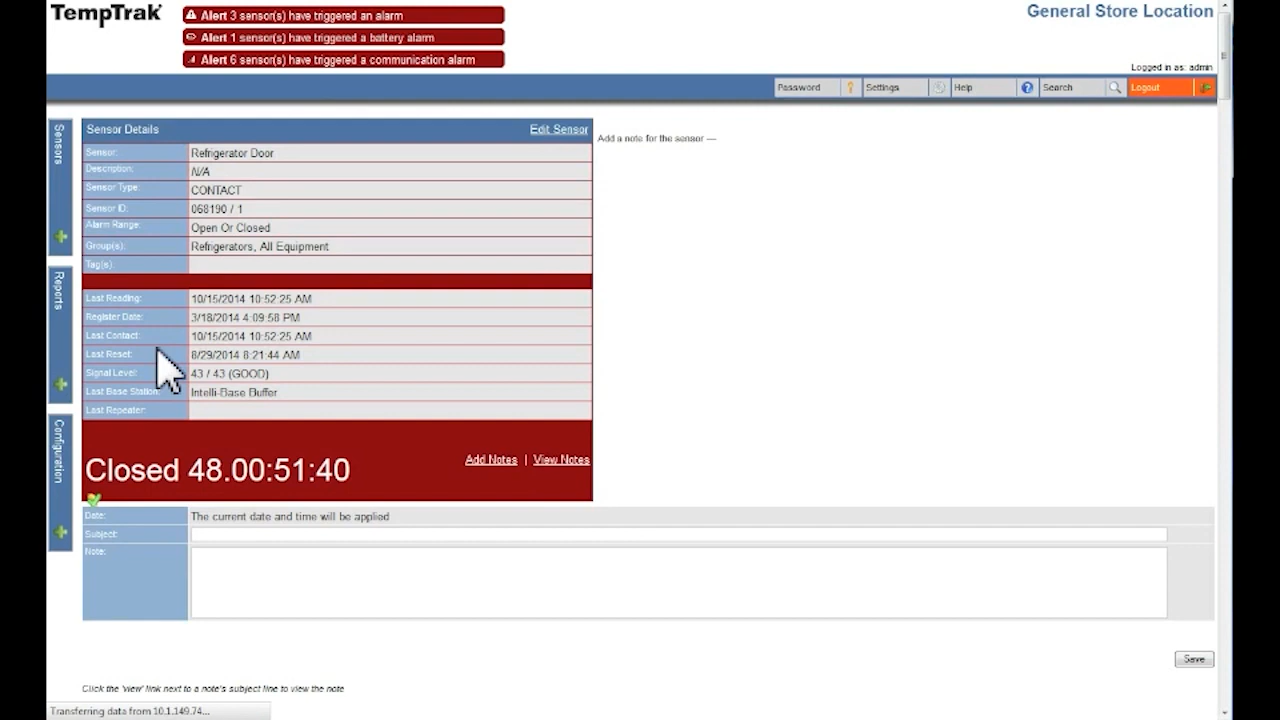 TempTrak
Alert 3 sensor(s) have triggered an alarm
Alert 1 sensor(s) have triggered a battery alarm
Alert 6 sensor(s) have triggered a communication alarm
General Store Location
Logged in as: admin
Password Settings Help Search Logout
Sensors
Reports
Configuration
Sensor Details Edit Sensor
Sensor: Refrigerator Door
Description: N/A
Sensor Type: CONTACT
Sensor ID: 068190 / 1
Alarm Range: Open Or Closed
Group(s): Refrigerators, All Equipment
Tag(s):
Last Reading: 10/15/2014 10:52:25 AM
Register Date: 3/18/2014 4:09:58 PM
Last Contact: 10/15/2014 10:52:25 AM
Last Reset: 8/29/2014 8:21:44 AM
Signal Level: 43 / 43 (GOOD)
Last Base Station: Intelli-Base Buffer
Last Repeater:
Closed 48.00:51:40
Add Notes | View Notes
Add a note for the sensor ---
Date: The current date and time will be applied
Subject:
Note:
Save
Click the 'view' link next to a note's subject line to view the note
Transferring data from 10.1.149.74...